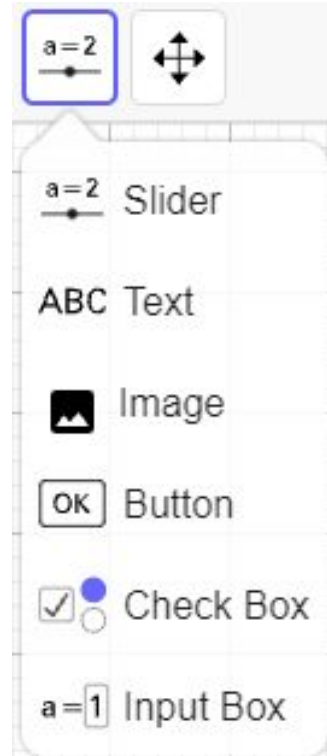 a=2
a=2 Slider
ABC Text
Image
OK Button
Check Box
a=1 Input Box